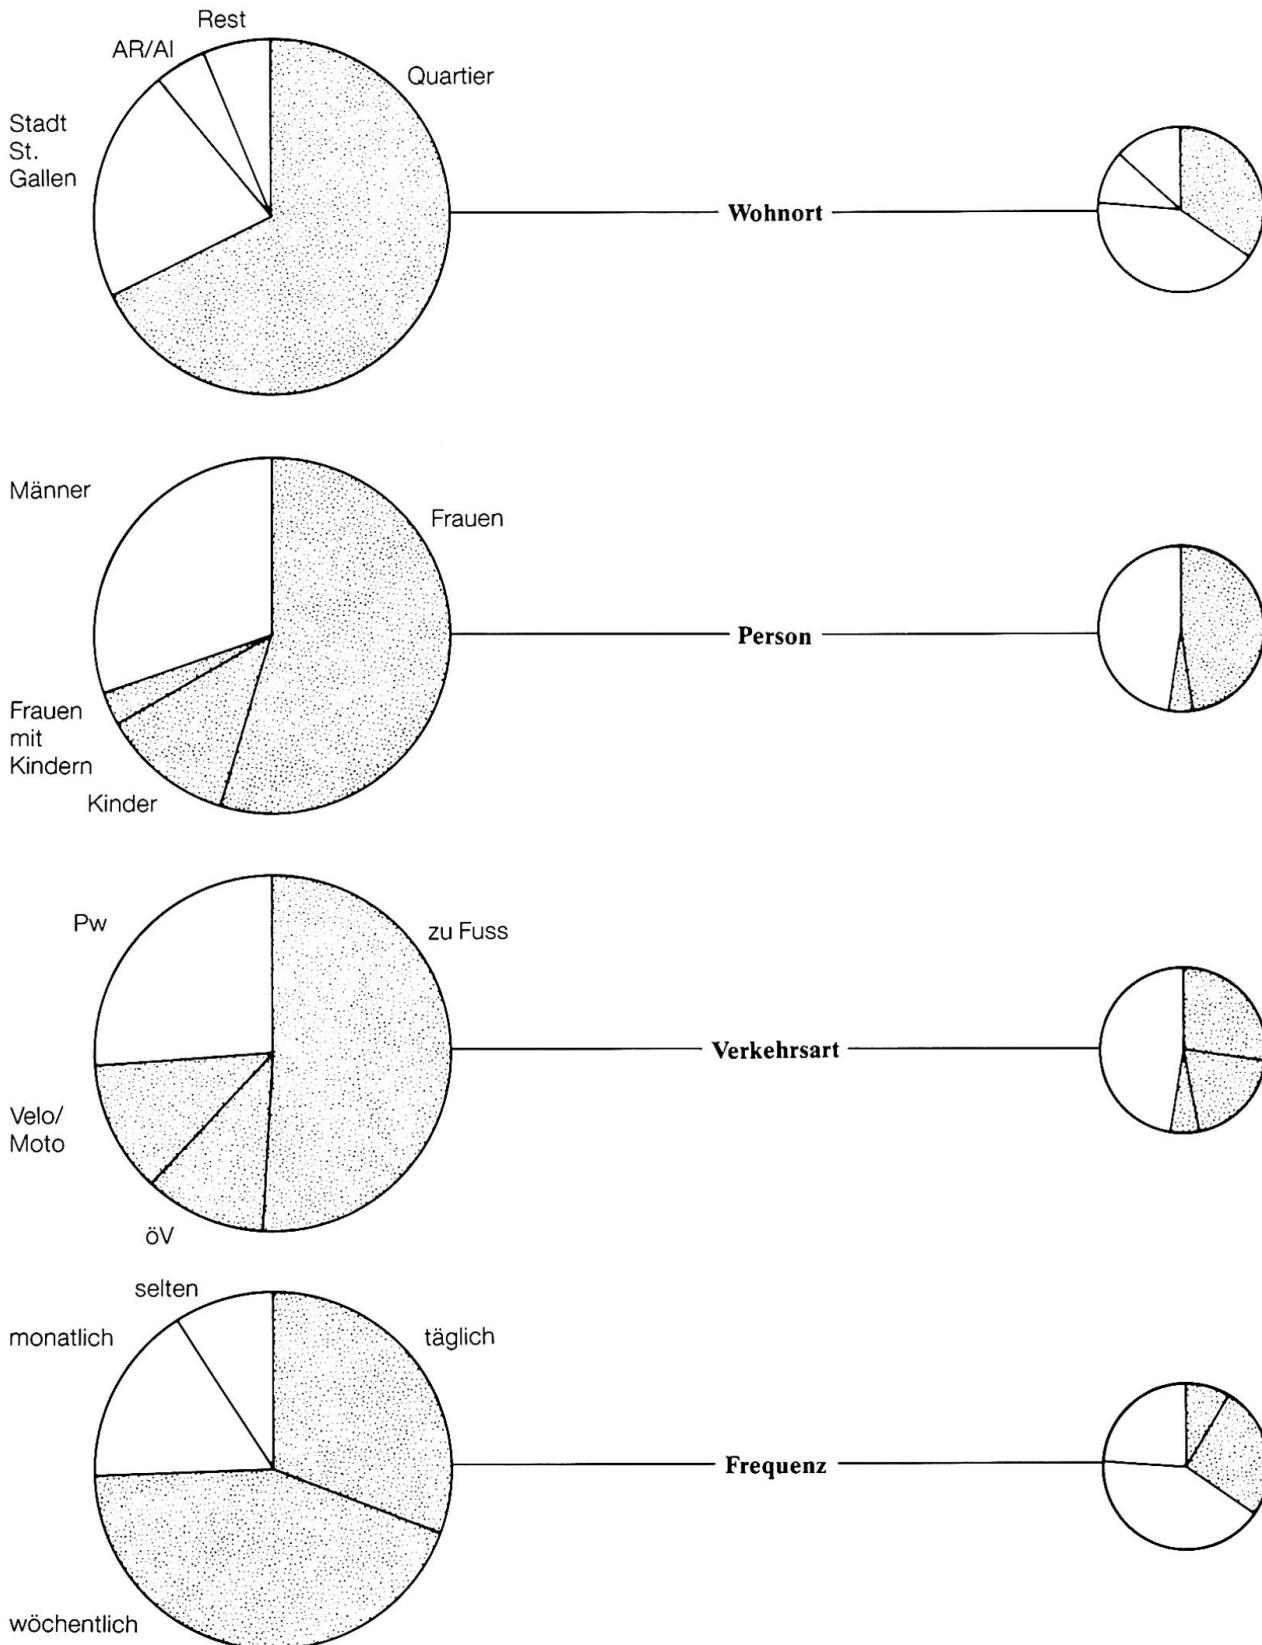 Rest
AR/AI
Quartier
Stadt
St.
Gallen
Wohnort
Männer
Frauen
Person
Frauen
mit
Kindern
Kinder
Pw
zu Fuss
Verkehrsart
Velo/
Moto
öV
selten
monatlich
täglich
Frequenz
wöchentlich